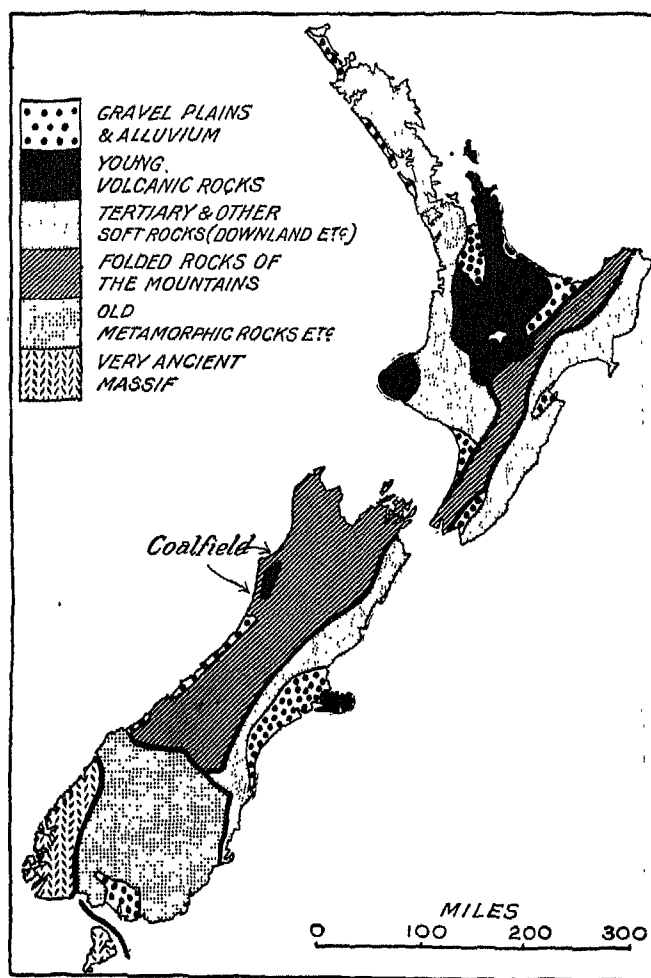 GRAVEL PLAINS
& ALLUVIUM
YOUNG.
VOLCANIC ROCKS
TERTIARY & OTHER
SOFT ROCKS (DOWNLAND ETC)
FOLDED ROCKS OF
THE MOUNTAINS
OLD
METAMORPHIC ROCKS ETC
VERY ANCIENT
MASSIF
Coalfield
MILES
0 100 200 300